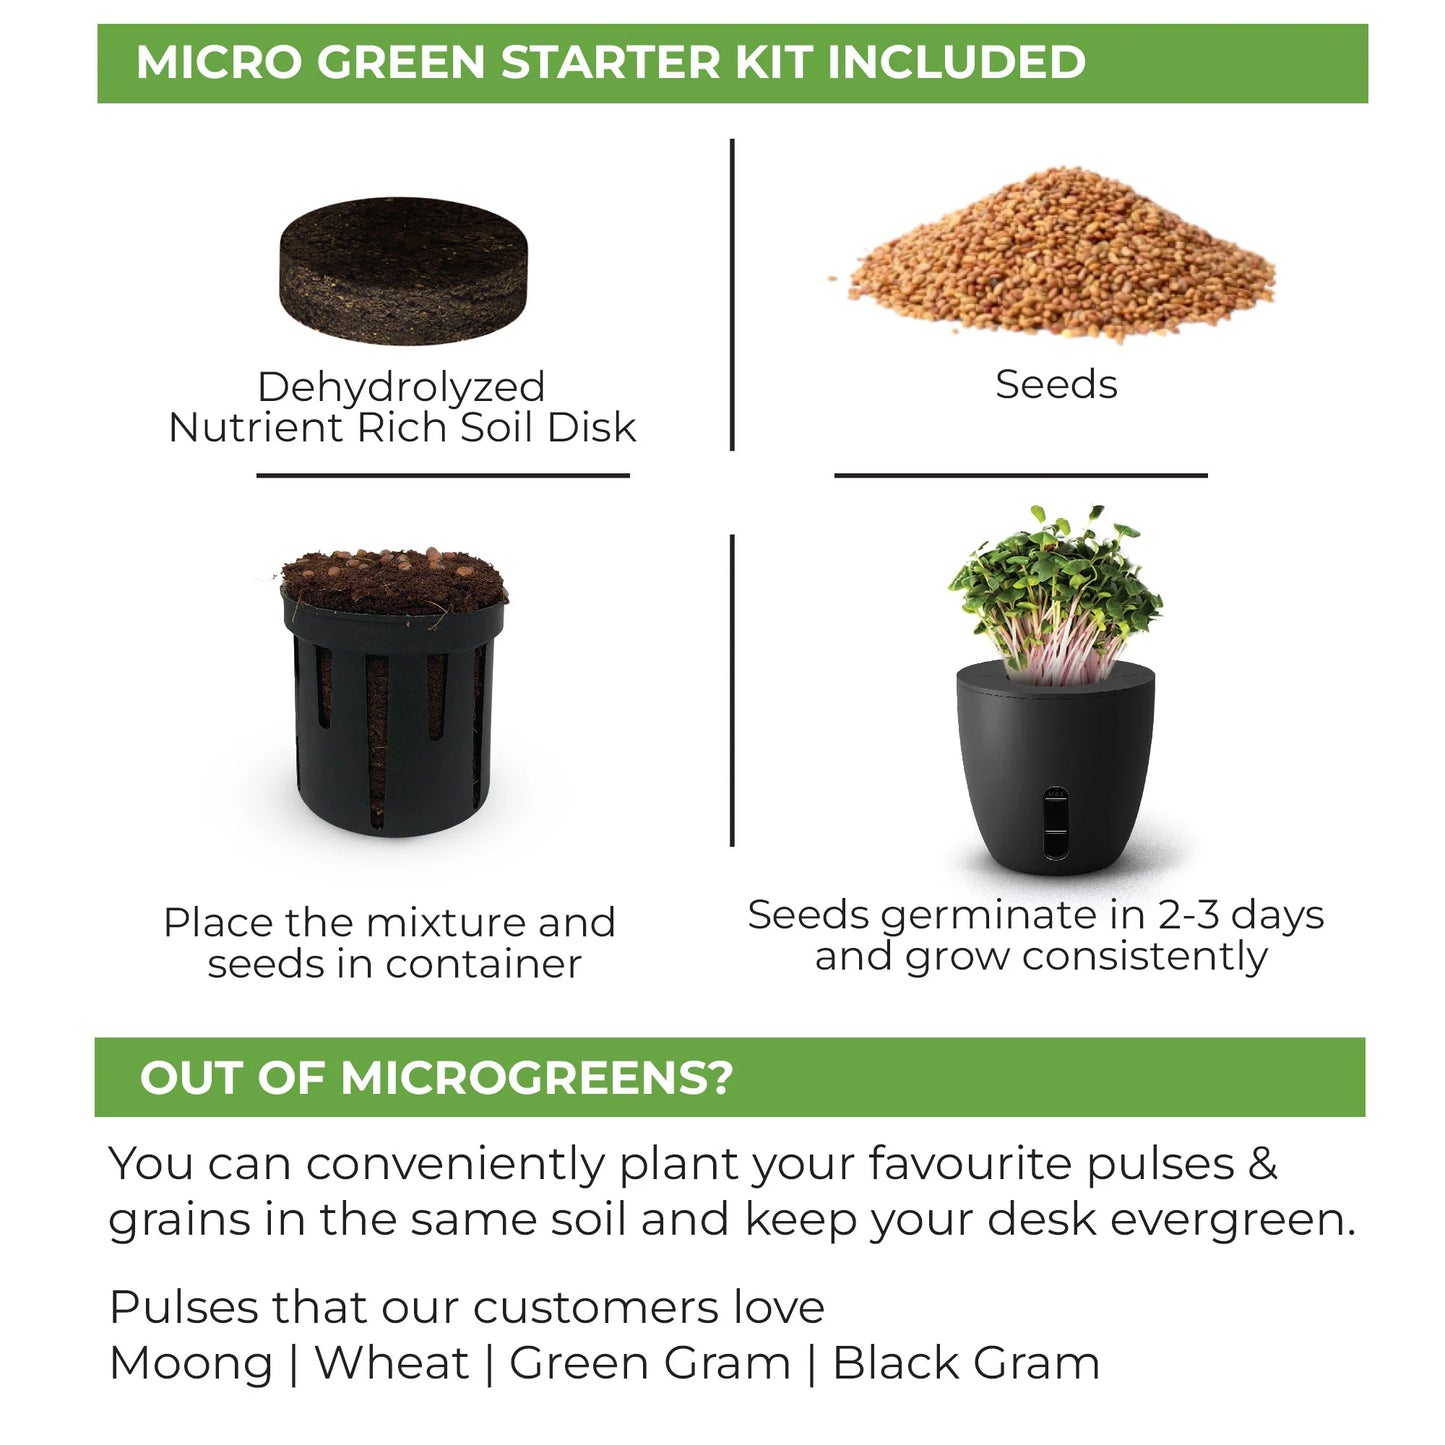 MICRO GREEN STARTER KIT INCLUDED
Dehydrolyzed
Nutrient Rich Soil Disk
Seeds
Place the mixture and
seeds in container
MAX
Seeds germinate in 2-3 days
and grow consistently
OUT OF MICROGREENS?
You can conveniently plant your favourite pulses &
grains in the same soil and keep your desk evergreen.
Pulses that our customers love
Moong | Wheat | Green Gram | Black Gram